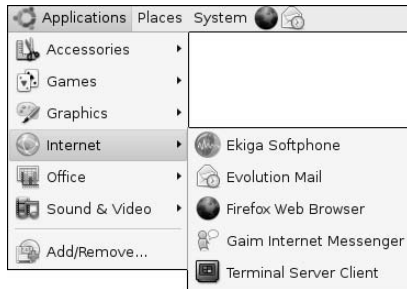 Applications Places System
Accessories
Games
Graphics
Internet
Office
Sound & Video
Add/Remove...
Ekiga Softphone
Evolution Mail
Firefox Web Browser
Gaim Internet Messenger
Terminal Server Client